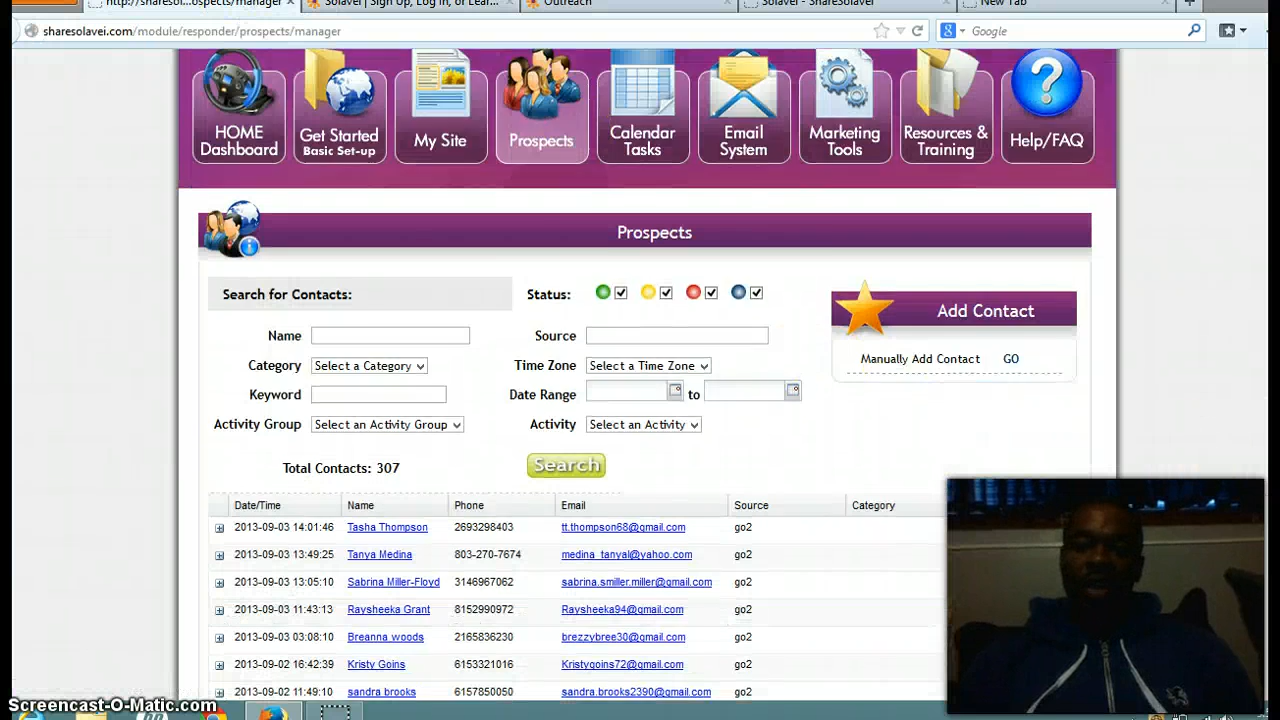 http://sharesol...ospects/manager
Solavei | Sign Up, Log In, or Lear...
Outreach
Solavei - ShareSolavei
New Tab
sharesolavei.com/module/responder/prospects/manager
Google
HOME Dashboard
Get Started Basic Set-up
My Site
Prospects
Calendar Tasks
Email System
Marketing Tools
Resources & Training
Help/FAQ
Prospects
Search for Contacts:
Status:
Add Contact
Name
Source
Manually Add Contact GO
Category Select a Category
Time Zone Select a Time Zone
Keyword
Date Range to
Activity Group Select an Activity Group
Activity Select an Activity
Total Contacts: 307
Search
Date/Time Name Phone Email Source Category
2013-09-03 14:01:46 Tasha Thompson 2693298403 tt.thompson68@gmail.com go2
2013-09-03 13:49:25 Tanya Medina 803-270-7674 medina_tanyal@yahoo.com go2
2013-09-03 13:05:10 Sabrina Miller-Floyd 3146967062 sabrina.smiller.miller@gmail.com go2
2013-09-03 11:43:13 Raysheeka Grant 8152990972 Raysheeka94@gmail.com go2
2013-09-03 03:08:10 Breanna woods 2165836230 brezzybree30@gmail.com go2
2013-09-02 16:42:39 Kristy Goins 6153321016 Kristygoins72@gmail.com go2
2013-09-02 11:49:10 sandra brooks 6157850050 sandra.brooks2390@gmail.com go2
Screencast-O-Matic.com